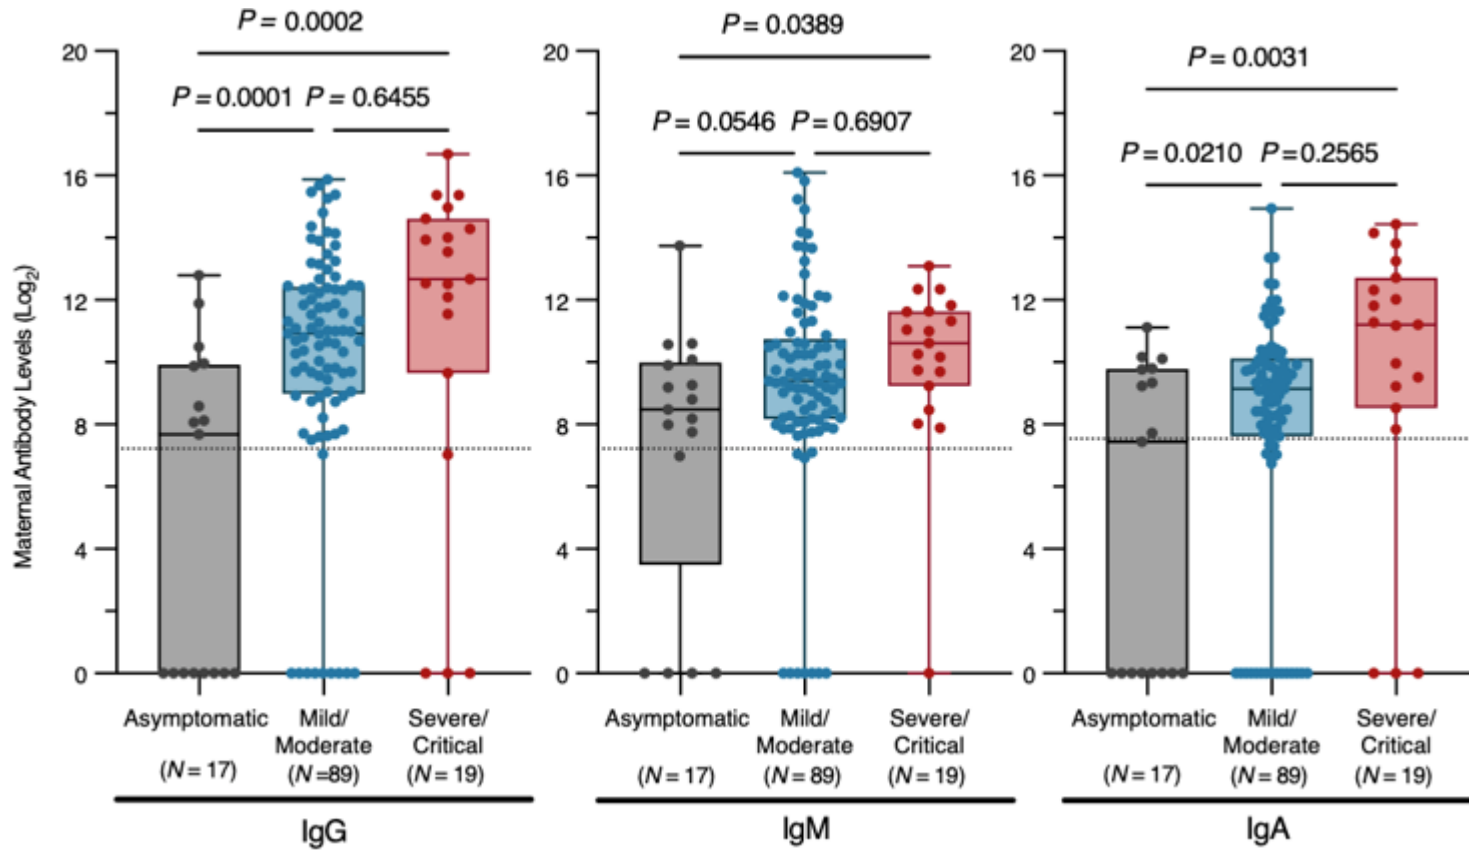 P = 0.0002
P = 0.0001 P = 0.6455
P = 0.0389
P = 0.0546 P = 0.6907
P = 0.0031
P = 0.0210 P = 0.2565
Maternal Antibody Levels (Log2)
20
16
12
8
4
0
20
16
12
8
4
0
20
16
12
8
4
0
Asymptomatic
(N = 17)
Mild/
Moderate
(N =89)
Severe/
Critical
(N = 19)
IgG
Asymptomatic
(N = 17)
Mild/
Moderate
(N = 89)
Severe/
Critical
(N = 19)
IgM
Asymptomatic
(N = 17)
Mild/
Moderate
(N = 89)
Severe/
Critical
(N = 19)
IgA